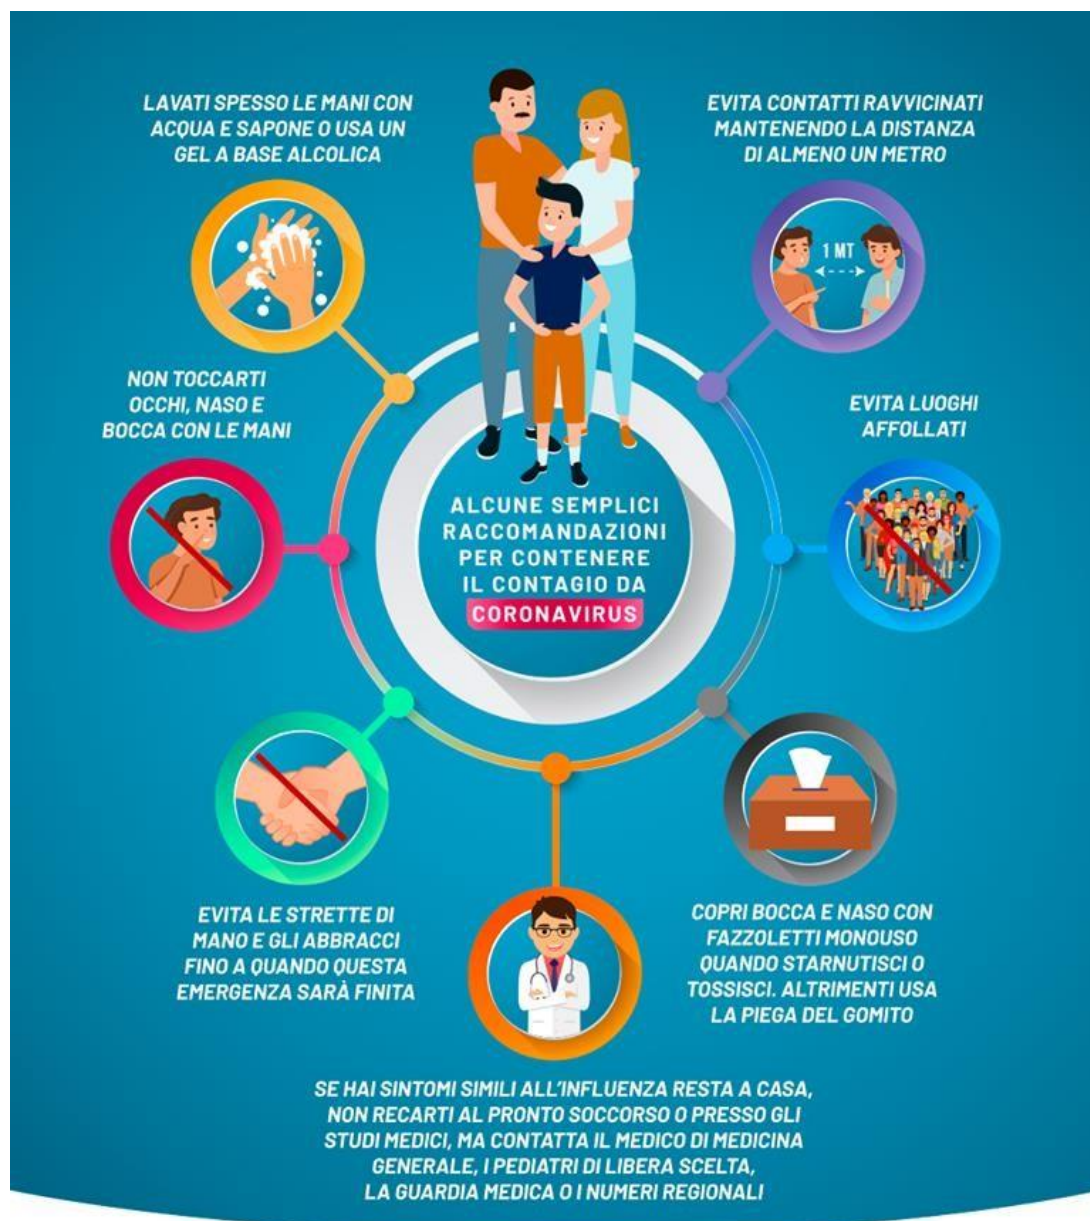 LAVATI SPESSO LE MANI CON
ACQUA E SAPONE O USA UN
GEL A BASE ALCOLICA
EVITA CONTATTI RAVVICINATI
MANTENENDO LA DISTANZA
DI ALMENO UN METRO
1 MT
NON TOCCARTI
OCCHI, NASO E
BOCCA CON LE MANI
EVITA LUOGHI
AFFOLLATI
ALCUNE SEMPLICI
RACCOMANDAZIONI
PER CONTENERE
IL CONTAGIO DA
CORONAVIRUS
EVITA LE STRETTE DI
MANO E GLI ABBRACCI
FINO A QUANDO QUESTA
EMERGENZA SARÀ FINITA
COPRI BOCCA E NASO CON
FAZZOLETTI MONOUSO
QUANDO STARNUTISCI O
TOSSISCI. ALTRIMENTI USA
LA PIEGA DEL GOMITO
SE HAI SINTOMI SIMILI ALL'INFLUENZA RESTA A CASA,
NON RECARTI AL PRONTO SOCCORSO O PRESSO GLI
STUDI MEDICI, MA CONTATTA IL MEDICO DI MEDICINA
GENERALE, I PEDIATRI DI LIBERA SCELTA,
LA GUARDIA MEDICA O I NUMERI REGIONALI